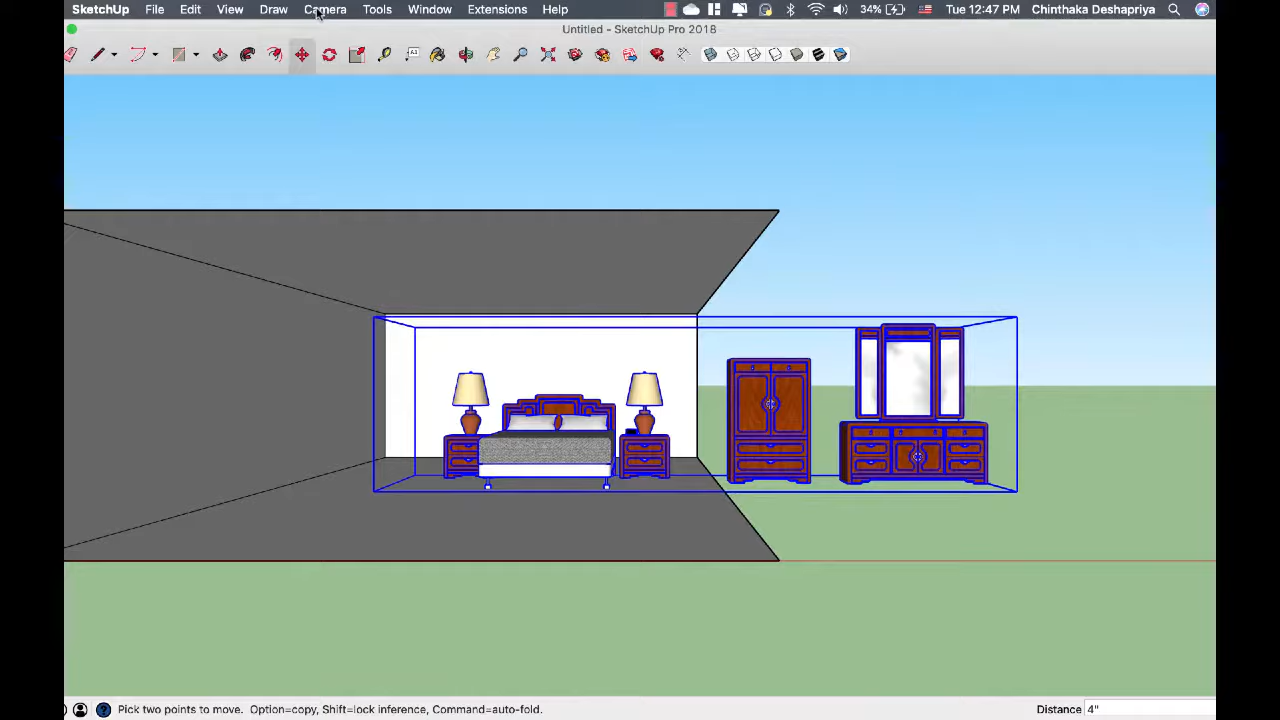 SketchUp File Edit View Draw Camera Tools Window Extensions Help 34% Tue 12:47 PM Chinthaka Deshapriya
Untitled - SketchUp Pro 2018
Pick two points to move. Option=copy, Shift=lock inference, Command=auto-fold. Distance 4"